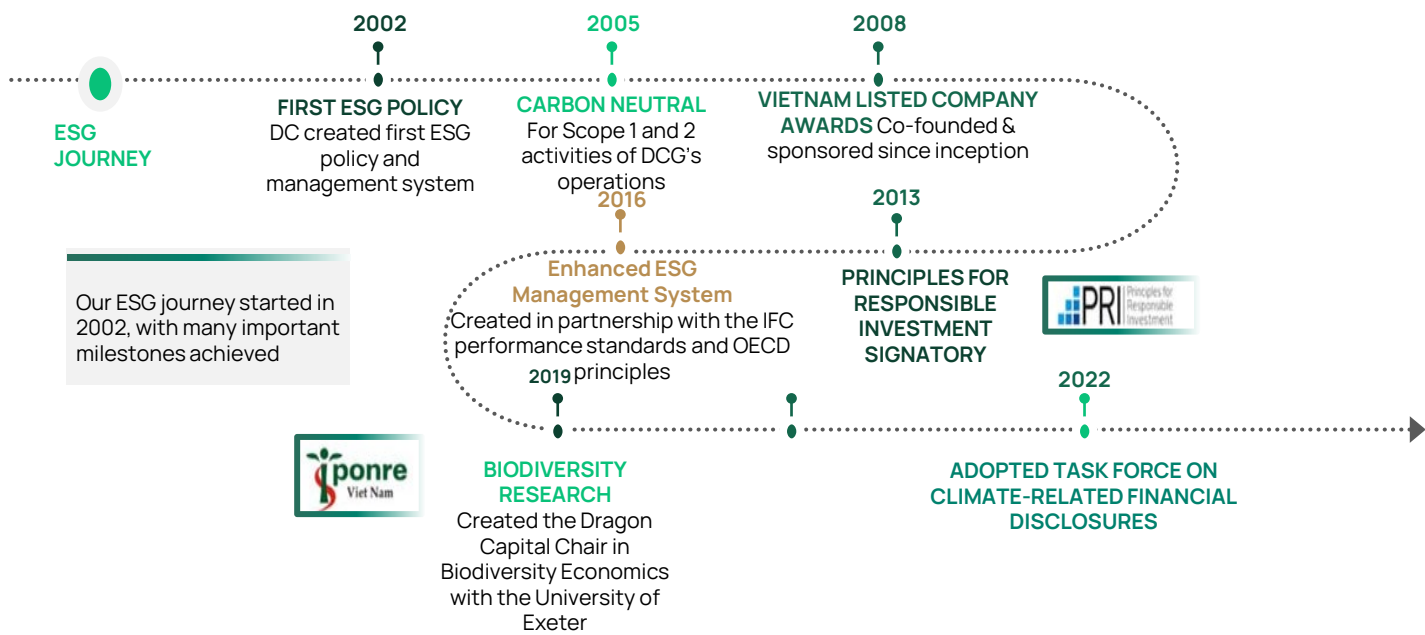 2002
2005
2008
ESG
JOURNEY
FIRST ESG POLICY
DC created first ESG
policy and
management system
CARBON NEUTRAL
For Scope 1 and 2
activities of DCG's
operations
VIETNAM LISTED COMPANY
AWARDS Co-founded &
sponsored since inception
2016
2013
Enhanced ESG
Management System
Created in partnership with the IFC
performance standards and OECD
principles
PRINCIPLES FOR
RESPONSIBLE
INVESTMENT
SIGNATORY
PRI
Principles for
Responsible
Investment
Our ESG journey started in
2002, with many important
milestones achieved
2019
2022
iponre
Viet Nam
BIODIVERSITY
RESEARCH
Created the Dragon
Capital Chair in
Biodiversity Economics
with the University of
Exeter
ADOPTED TASK FORCE ON
CLIMATE-RELATED FINANCIAL
DISCLOSURES